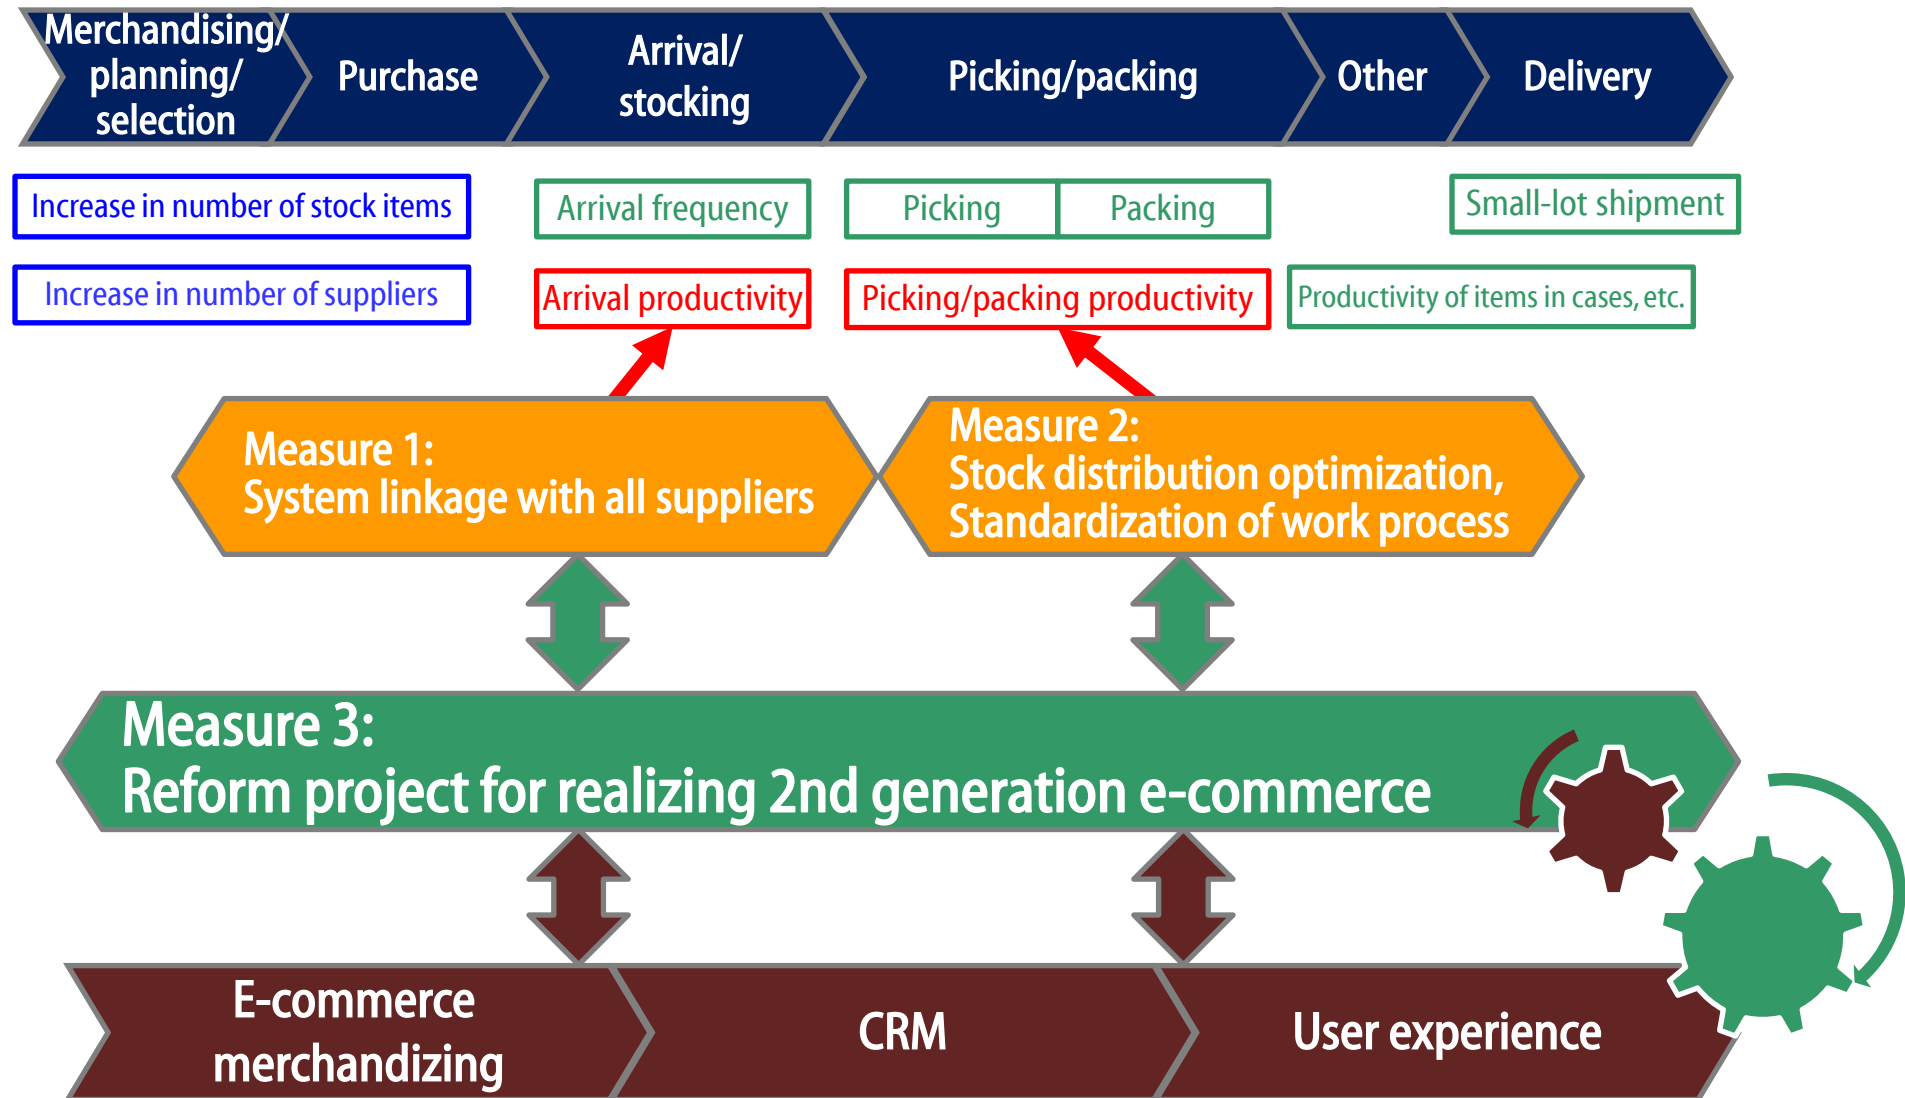 Merchandising/
planning/
selection
Purchase
Arrival/
stocking
Picking/packing
Other
Delivery
Increase in number of stock items
Arrival frequency
Picking
Packing
Small-lot shipment
Increase in number of suppliers
Arrival productivity
Picking/packing productivity
Productivity of items in cases, etc.
Measure 1:
System linkage with all suppliers
Measure 2:
Stock distribution optimization,
Standardization of work process
Measure 3:
Reform project for realizing 2nd generation e-commerce
E-commerce
merchandizing
CRM
User experience